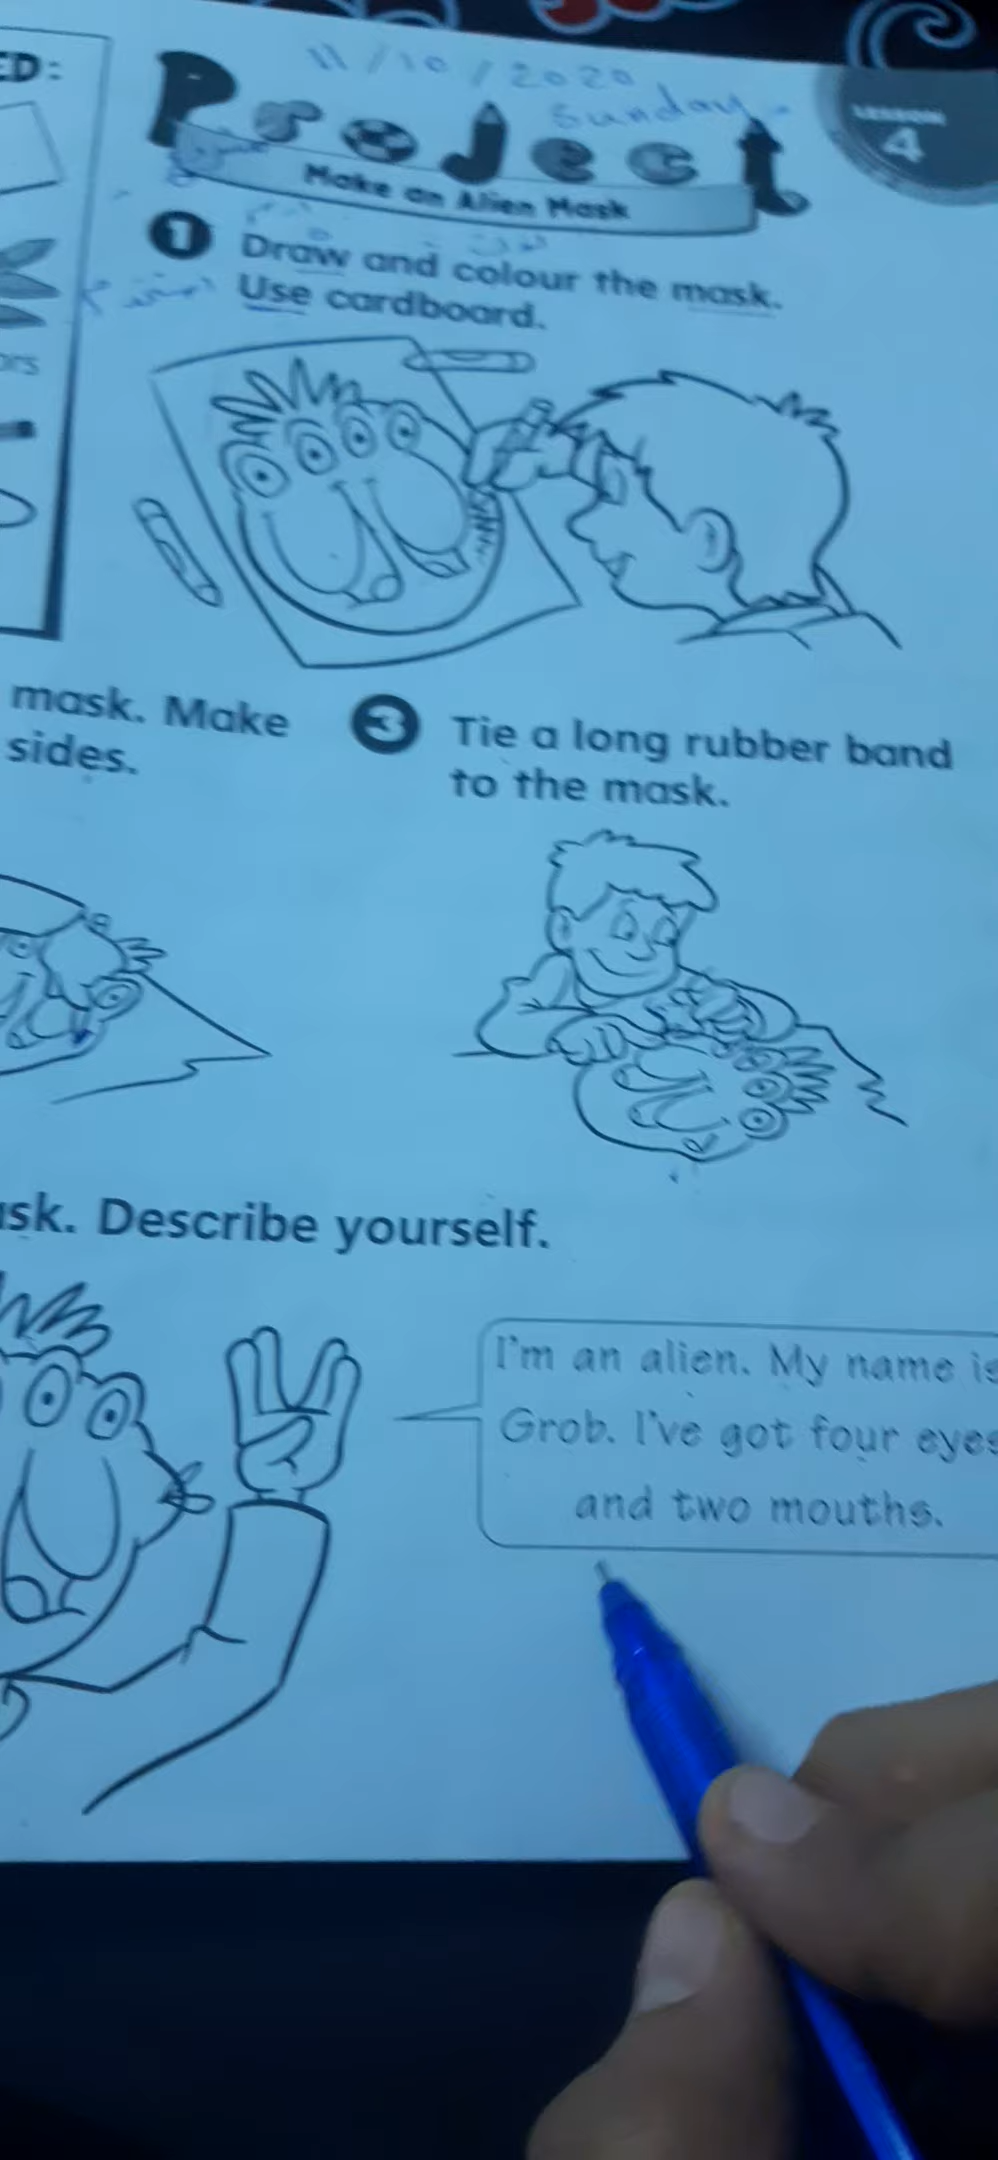 ED:
11/10/2020
Sunday
Project
LESSON
4
Make an Alien Mask
1 Draw and colour the mask.
Use cardboard.
ors
mask. Make
sides.
3 Tie a long rubber band
to the mask.
ask. Describe yourself.
I'm an alien. My name is
Grob. I've got four eyes
and two mouths.